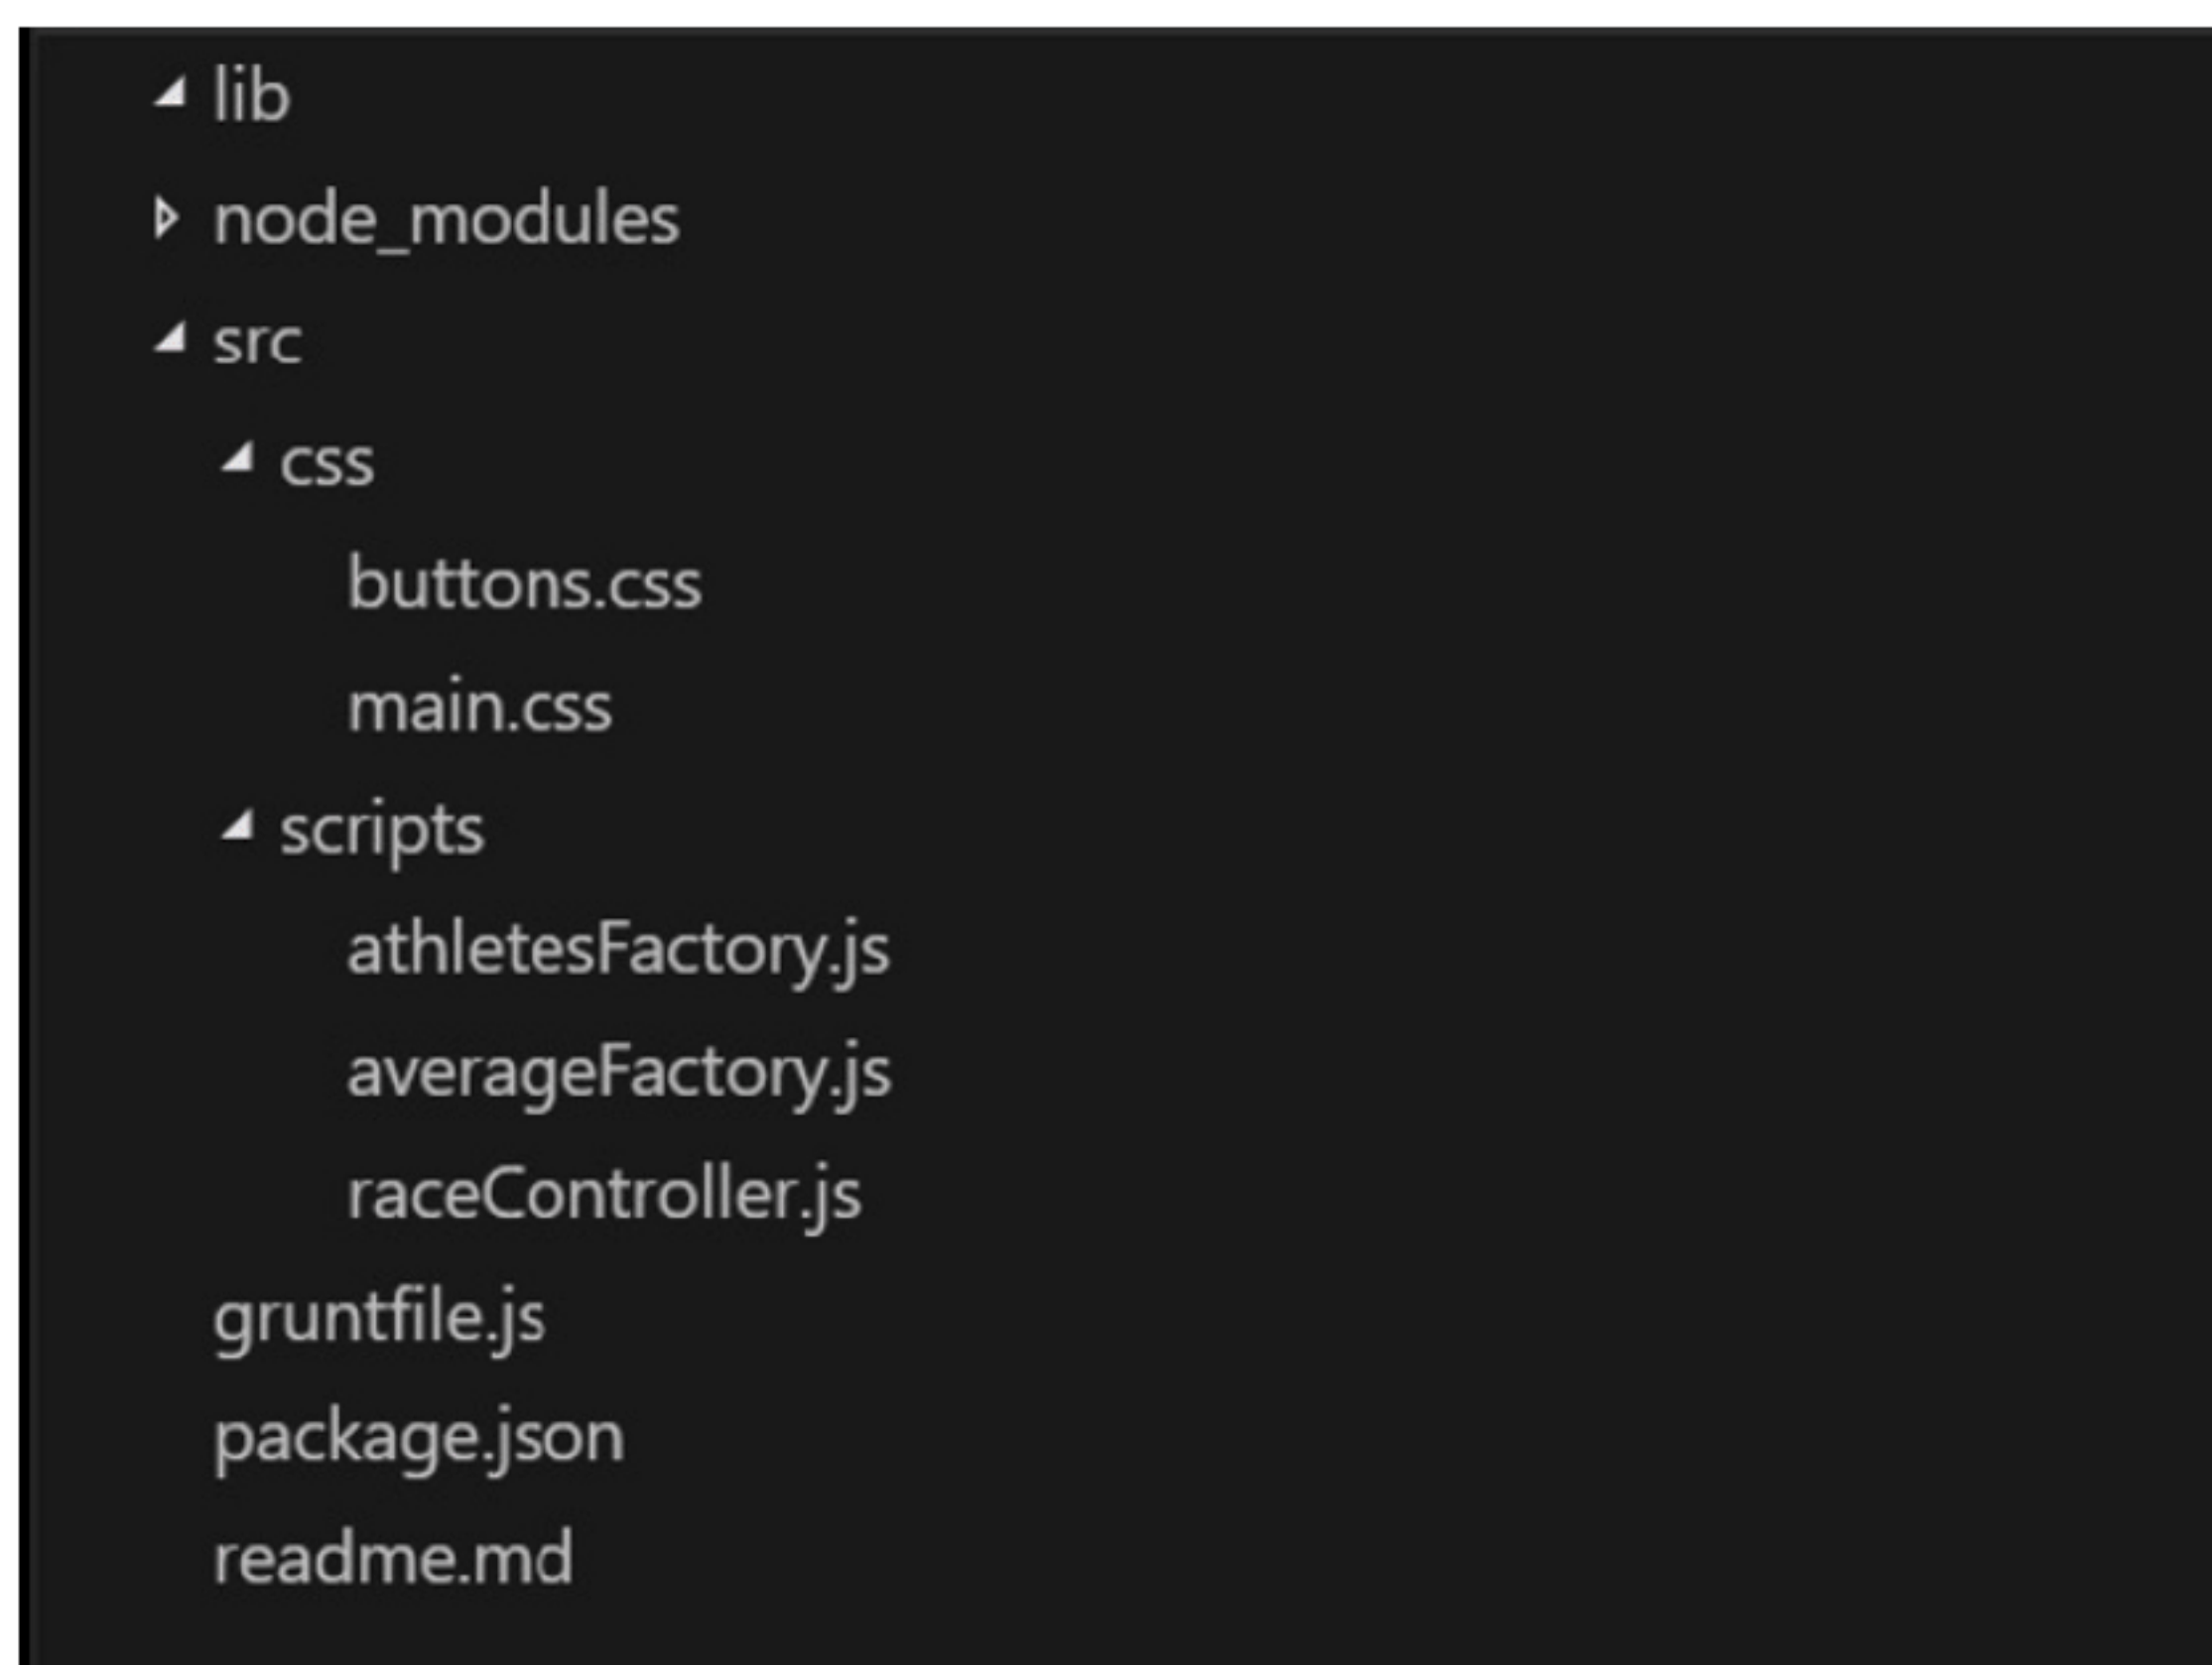 lib
node_modules
src
css
buttons.css
main.css
scripts
athletesFactory.js
averageFactory.js
raceController.js
gruntfile.js
package.json
readme.md